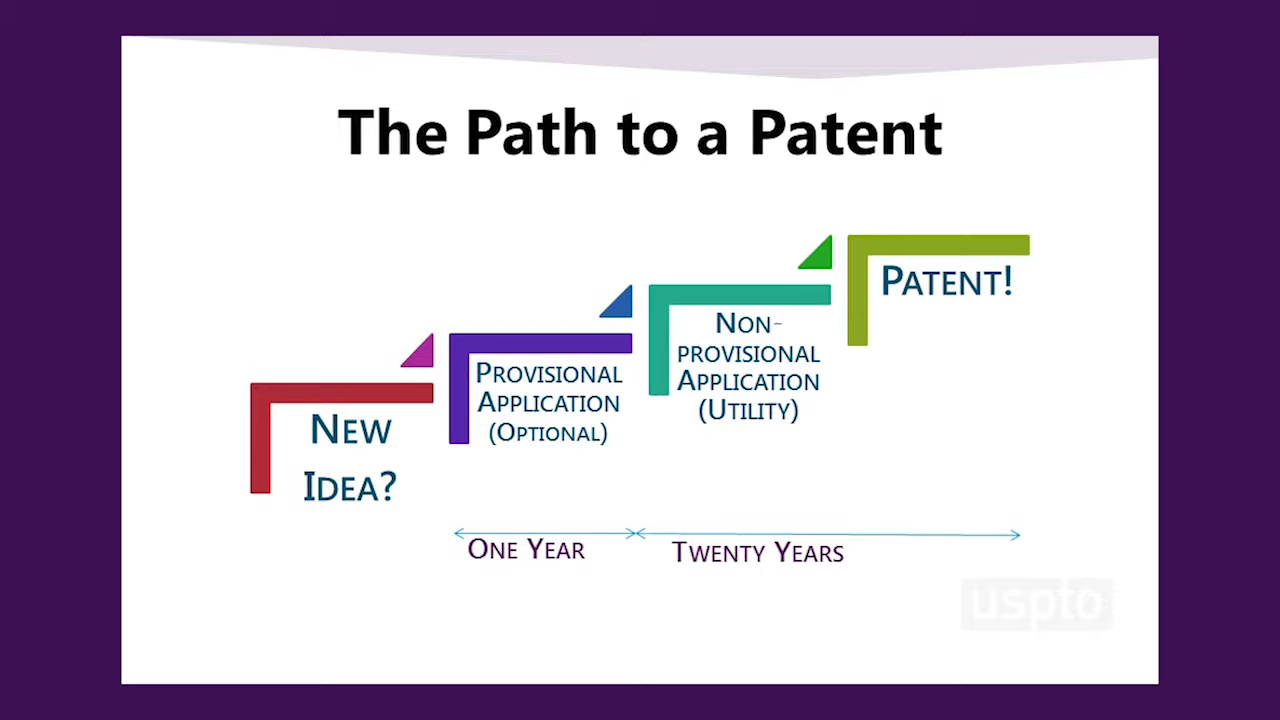 The Path to a Patent
New
Idea?
Provisional
Application
(Optional)
Non-
provisional
Application
(Utility)
Patent!
One Year
Twenty Years
uspto